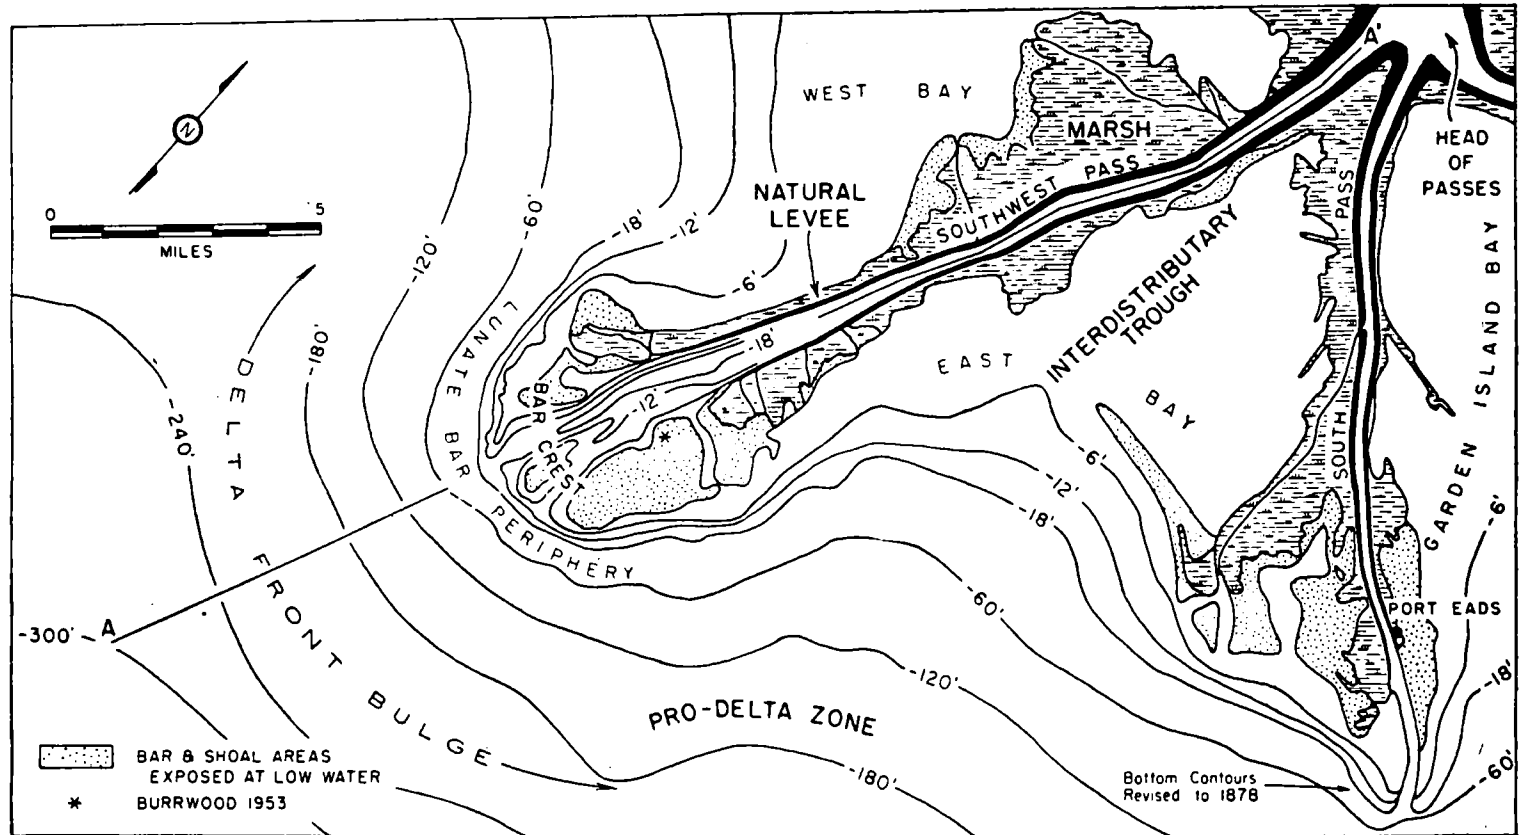 A'
WEST BAY
MARSH
HEAD
OF
PASSES
N
NATURAL
LEVEE
SOUTHWEST PASS
SOUTH PASS
0 5
MILES
INTERDISTRIBUTARY
TROUGH
EAST BAY
GARDEN ISLAND BAY
-120'
-60'
-18'
-12'
-6'
-180'
-240'
-18'
-12'
LUNATE BAR PERIPHERY
BAR CREST
*
DELTA FRONT BULGE
-6'
-12'
-18'
-60'
-120'
-180'
-6'
-18'
-60'
PORT EADS
-300'
A
PRO-DELTA ZONE
BAR & SHOAL AREAS
EXPOSED AT LOW WATER
* BURRWOOD 1953
Bottom Contours
Revised to 1878